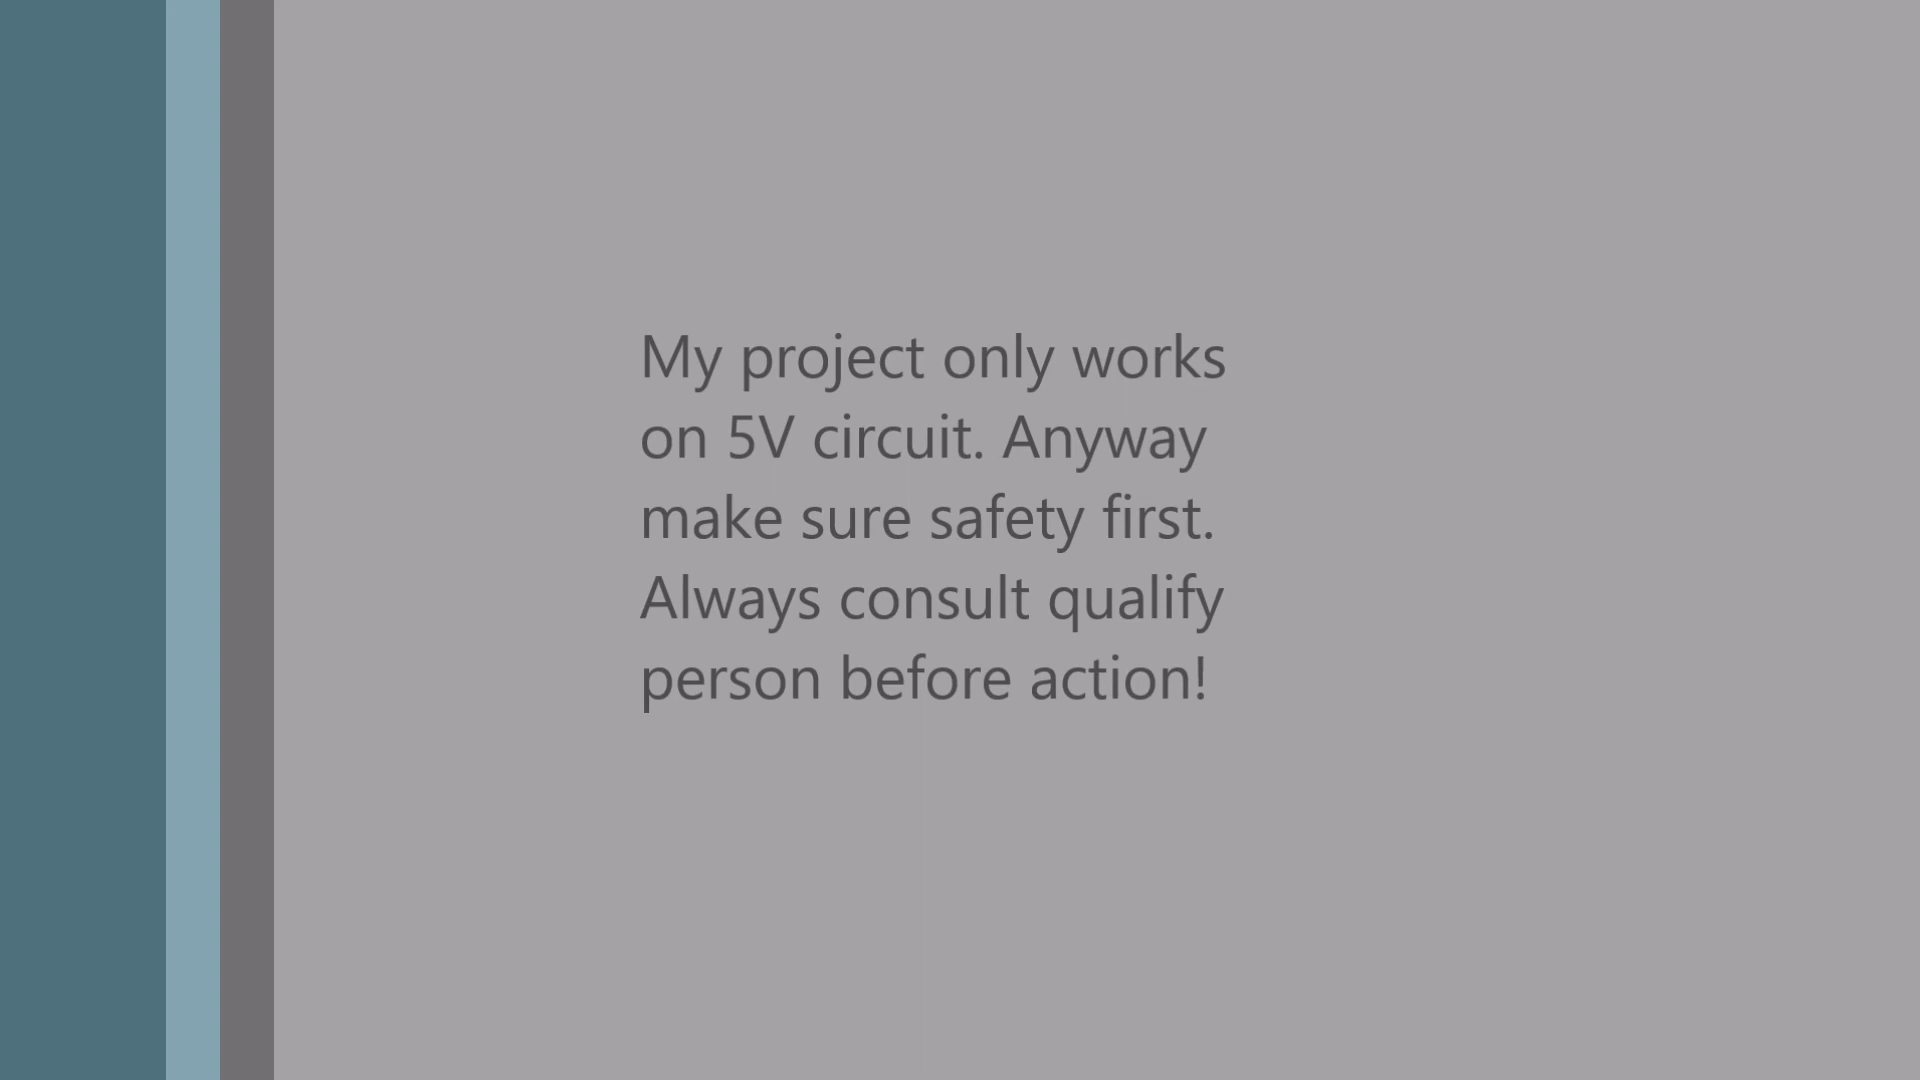 My project only works
on 5V circuit. Anyway
make sure safety first.
Always consult qualify
person before action!